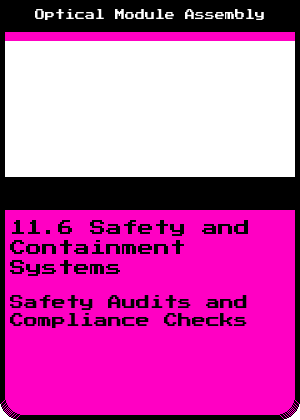 Optical Module Assembly
11.6 Safety and
Containment
Systems
Safety Audits and
Compliance Checks